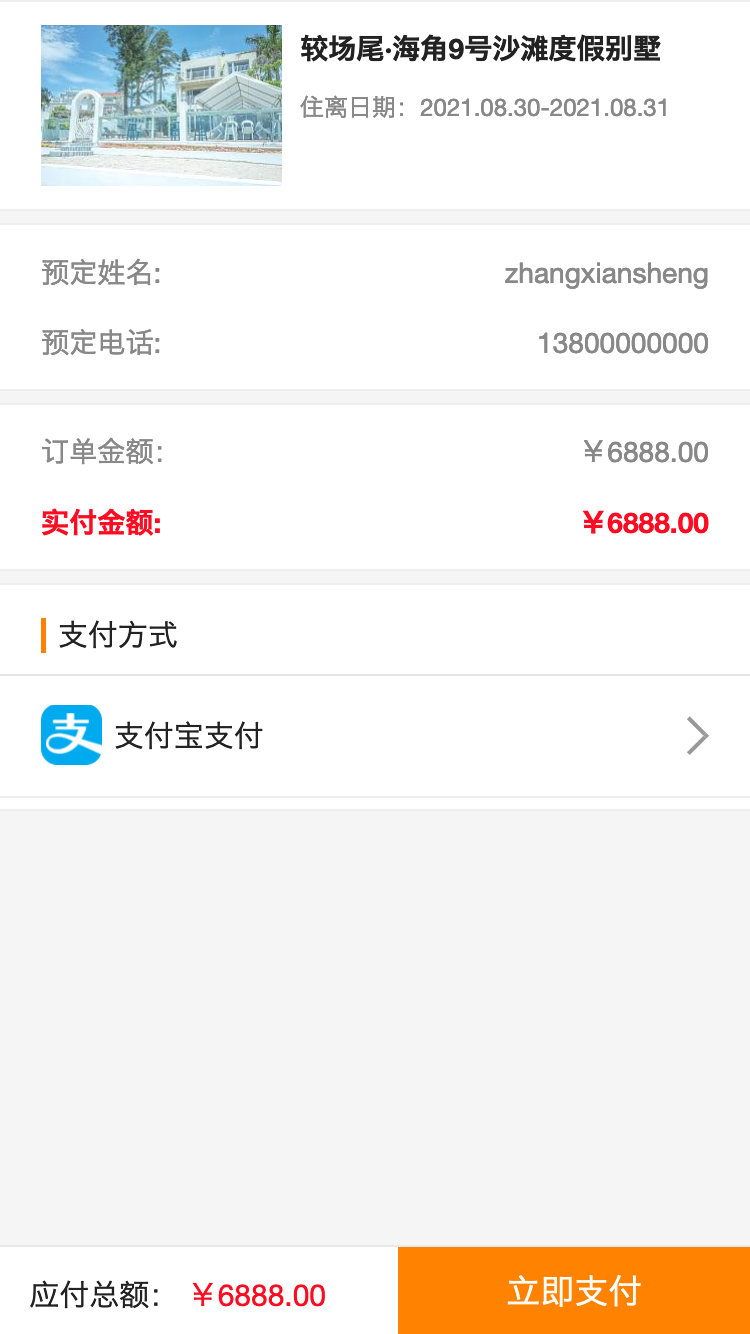 较场尾·海角9号沙滩度假别墅
住离日期：2021.08.30-2021.08.31
预定姓名:
zhangxiansheng
预定电话:
13800000000
订单金额：
￥6888.00
实付金额:
￥6888.00
支付方式
支 支付宝支付
应付总额： ￥6888.00
立即支付